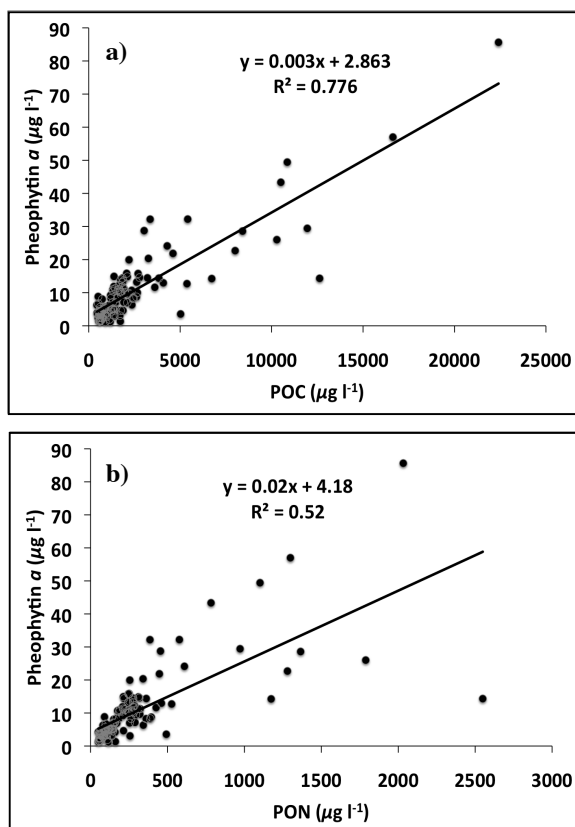 a)
y = 0.003x + 2.863
R² = 0.776
Pheophytin a (µg l⁻¹)
90
80
70
60
50
40
30
20
10
0
0 5000 10000 15000 20000 25000
POC (µg l⁻¹)
b)
y = 0.02x + 4.18
R² = 0.52
Pheophytin a (µg l⁻¹)
90
80
70
60
50
40
30
20
10
0
0 500 1000 1500 2000 2500 3000
PON (µg l⁻¹)